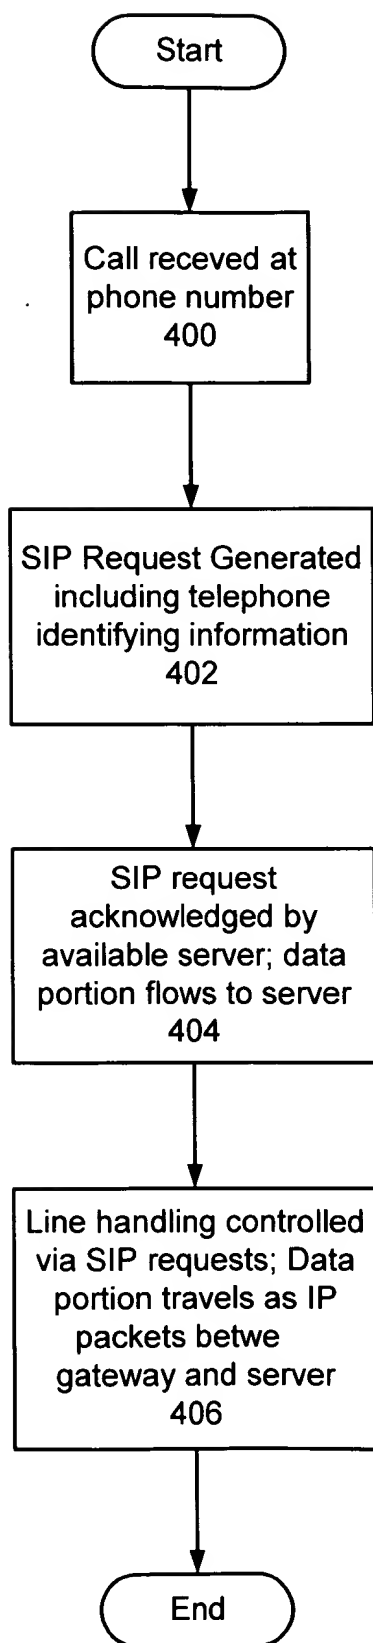 Start
Call receved at
phone number
400
SIP Request Generated
including telephone
identifying information
402
SIP request
acknowledged by
available server; data
portion flows to server
404
Line handling controlled
via SIP requests; Data
portion travels as IP
packets betwe
gateway and server
406
End